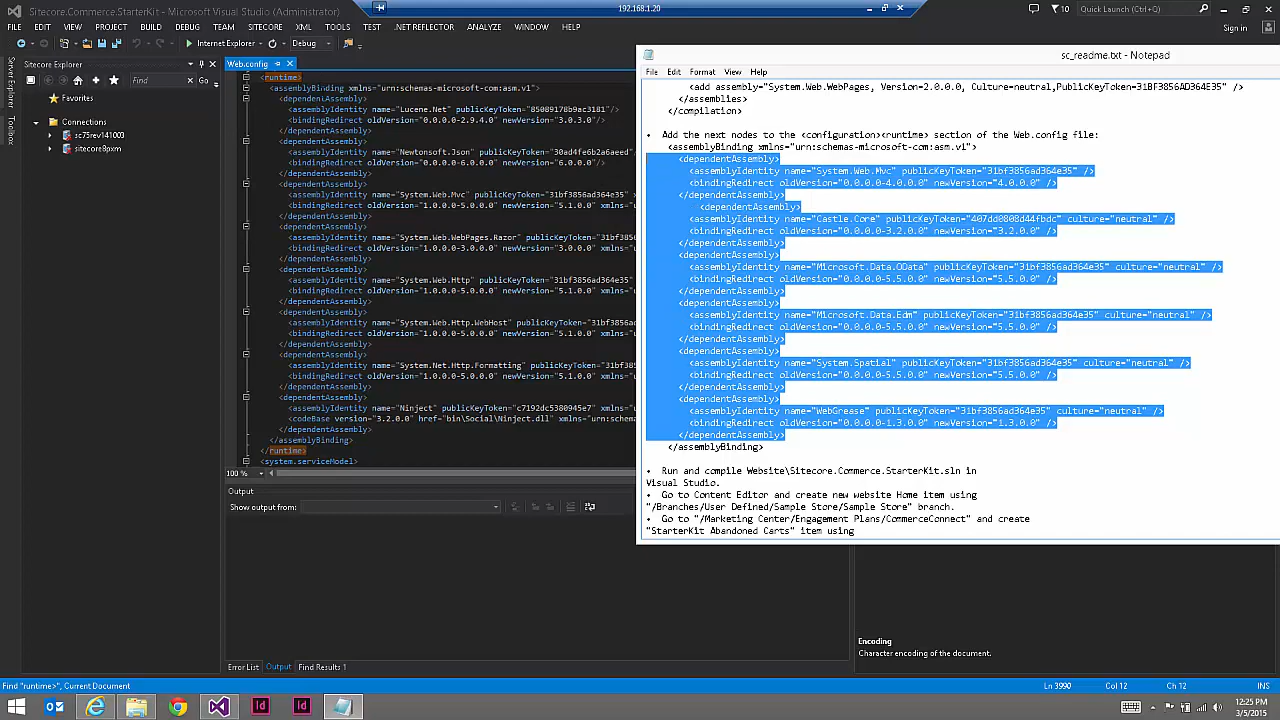 Sitecore.Commerce.StarterKit - Microsoft Visual Studio (Administrator)
192.168.1.20
10
Quick Launch (Ctrl+Q)
FILE EDIT VIEW PROJECT BUILD DEBUG TEAM SITECORE XML TOOLS TEST .NET REFLECTOR ANALYZE WINDOW HELP
Sign in
Internet Explorer
Debug
Sitecore Explorer
Find
Go
Favorites
Connections
sc75rev141003
sitecore8pxm
Toolbox
Web.config
<runtime>
<assemblyBinding xmlns="urn:schemas-microsoft-com:asm.v1">
<dependentAssembly>
<assemblyIdentity name="Lucene.Net" publicKeyToken="85089178b9ac3181"/>
<bindingRedirect oldVersion="0.0.0.0-2.9.4.0" newVersion="3.0.3.0"/>
</dependentAssembly>
<dependentAssembly>
<assemblyIdentity name="Newtonsoft.Json" publicKeyToken="30ad4fe6b2a6aeed"
<bindingRedirect oldVersion="0.0.0.0-6.0.0.0" newVersion="6.0.0.0"/>
</dependentAssembly>
<dependentAssembly>
<assemblyIdentity name="System.Web.Mvc" publicKeyToken="31bf3856ad364e35" x
<bindingRedirect oldVersion="1.0.0.0-5.0.0.0" newVersion="5.1.0.0" xmlns="u
</dependentAssembly>
<dependentAssembly>
<assemblyIdentity name="System.Web.WebPages.Razor" publicKeyToken="31bf3856
<bindingRedirect oldVersion="1.0.0.0-3.0.0.0" newVersion="3.0.0.0" xmlns="u
</dependentAssembly>
<dependentAssembly>
<assemblyIdentity name="System.Web.Http" publicKeyToken="31bf3856ad364e35"
<bindingRedirect oldVersion="1.0.0.0-5.0.0.0" newVersion="5.1.0.0" xmlns="u
</dependentAssembly>
<dependentAssembly>
<assemblyIdentity name="System.Web.Http.WebHost" publicKeyToken="31bf3856ad
<bindingRedirect oldVersion="1.0.0.0-5.0.0.0" newVersion="5.1.0.0" xmlns="u
</dependentAssembly>
<dependentAssembly>
<assemblyIdentity name="System.Net.Http.Formatting" publicKeyToken="31bf385
<bindingRedirect oldVersion="1.0.0.0-5.0.0.0" newVersion="5.1.0.0" xmlns="u
</dependentAssembly>
<dependentAssembly>
<assemblyIdentity name="Ninject" publicKeyToken="c7192dc5380945e7" xmlns="u
<codeBase version="3.2.0.0" href="bin\Social\Ninject.dll" xmlns="urn:schema
</dependentAssembly>
</assemblyBinding>
</runtime>
<system.serviceModel>
100 %
Output
Show output from:
sc_readme.txt - Notepad
File Edit Format View Help
<add assembly="System.Web.WebPages, Version=2.0.0.0, Culture=neutral,PublicKeyToken=31BF3856AD364E35" />
</assemblies>
</compilation>
• Add the next nodes to the <configuration><runtime> section of the Web.config file:
<assemblyBinding xmlns="urn:schemas-microsoft-com:asm.v1">
<dependentAssembly>
<assemblyIdentity name="System.Web.Mvc" publicKeyToken="31bf3856ad364e35" />
<bindingRedirect oldVersion="0.0.0.0-4.0.0.0" newVersion="4.0.0.0" />
</dependentAssembly>
<dependentAssembly>
<assemblyIdentity name="Castle.Core" publicKeyToken="407dd0808d44fbdc" culture="neutral" />
<bindingRedirect oldVersion="0.0.0.0-3.2.0.0" newVersion="3.2.0.0" />
</dependentAssembly>
<dependentAssembly>
<assemblyIdentity name="Microsoft.Data.OData" publicKeyToken="31bf3856ad364e35" culture="neutral" />
<bindingRedirect oldVersion="0.0.0.0-5.5.0.0" newVersion="5.5.0.0" />
</dependentAssembly>
<dependentAssembly>
<assemblyIdentity name="Microsoft.Data.Edm" publicKeyToken="31bf3856ad364e35" culture="neutral" />
<bindingRedirect oldVersion="0.0.0.0-5.5.0.0" newVersion="5.5.0.0" />
</dependentAssembly>
<dependentAssembly>
<assemblyIdentity name="System.Spatial" publicKeyToken="31bf3856ad364e35" culture="neutral" />
<bindingRedirect oldVersion="0.0.0.0-5.5.0.0" newVersion="5.5.0.0" />
</dependentAssembly>
<dependentAssembly>
<assemblyIdentity name="WebGrease" publicKeyToken="31bf3856ad364e35" culture="neutral" />
<bindingRedirect oldVersion="0.0.0.0-1.3.0.0" newVersion="1.3.0.0" />
</dependentAssembly>
</assemblyBinding>
• Run and compile Website\Sitecore.Commerce.StarterKit.sln in
Visual Studio.
• Go to Content Editor and create new website Home item using
"/Branches/User Defined/Sample Store/Sample Store" branch.
• Go to "/Marketing Center/Engagement Plans/CommerceConnect" and create
"StarterKit Abandoned Carts" item using
Encoding
Character encoding of the document.
Error List Output Find Results 1
Find "runtime>", Current Document
Ln 3990 Col 12 Ch 12 INS
12:25 PM
3/5/2015